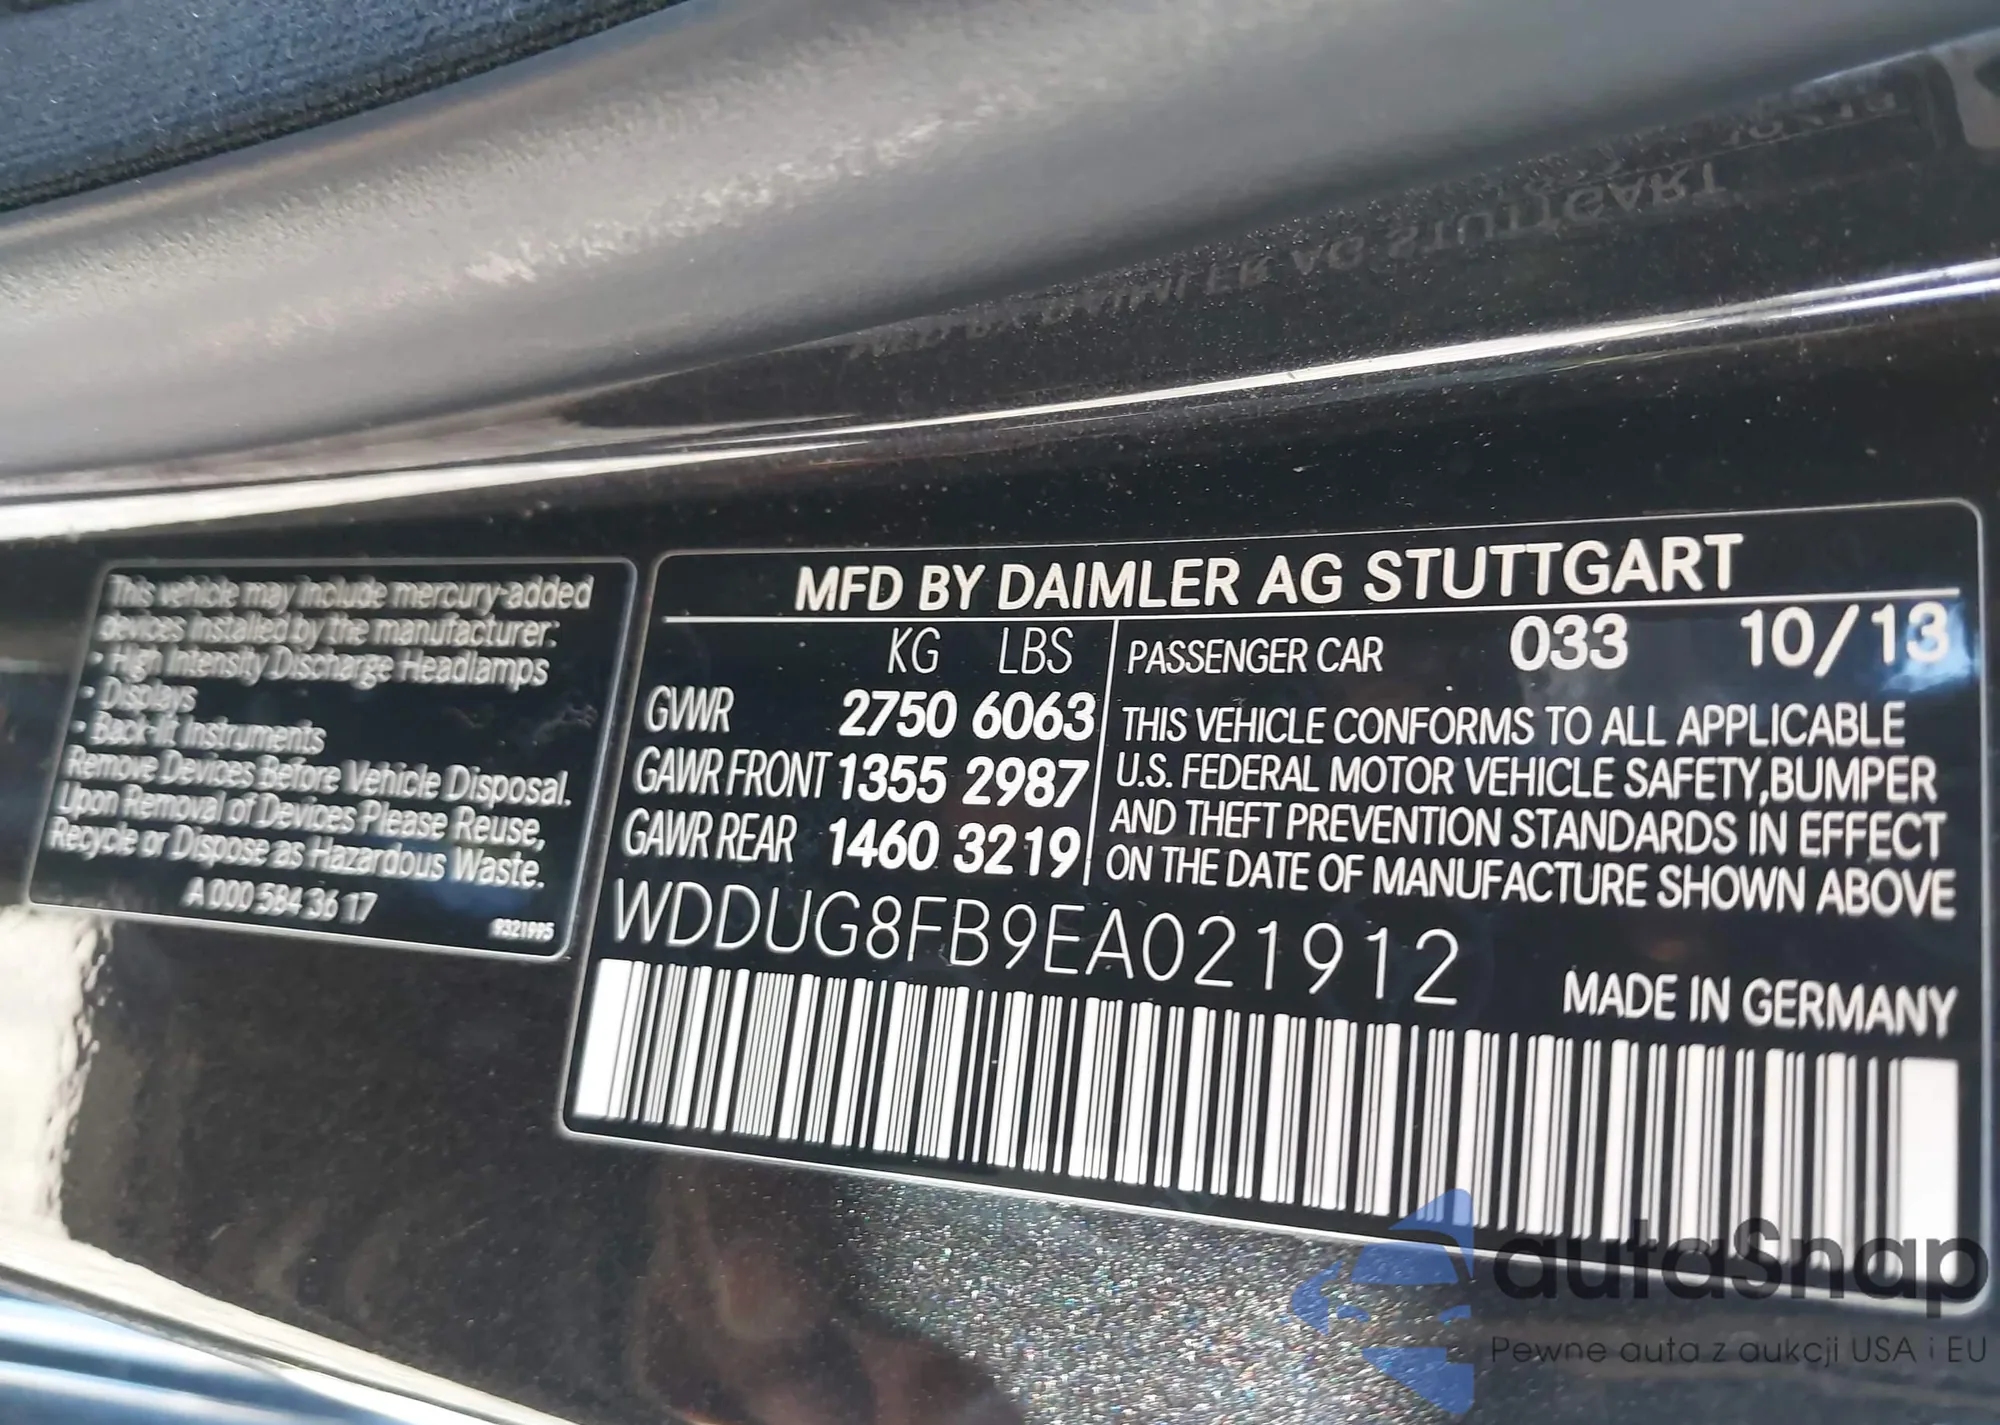 This vehicle may include mercury-added
devices installed by the manufacturer:
• High Intensity Discharge Headlamps
• Displays
• Back-lit Instruments
Remove Devices Before Vehicle Disposal.
Upon Removal of Devices Please Reuse,
Recycle or Dispose as Hazardous Waste.
A 000 584 36 17
9321995
MFD BY DAIMLER AG STUTTGART
KG LBS
GVWR 2750 6063
GAWR FRONT 1355 2987
GAWR REAR 1460 3219
PASSENGER CAR 033 10/13
THIS VEHICLE CONFORMS TO ALL APPLICABLE
U.S. FEDERAL MOTOR VEHICLE SAFETY,BUMPER
AND THEFT PREVENTION STANDARDS IN EFFECT
ON THE DATE OF MANUFACTURE SHOWN ABOVE
WDDUG8FB9EA021912
MADE IN GERMANY
autaSnap
Pewne auta z aukcji USA i EU